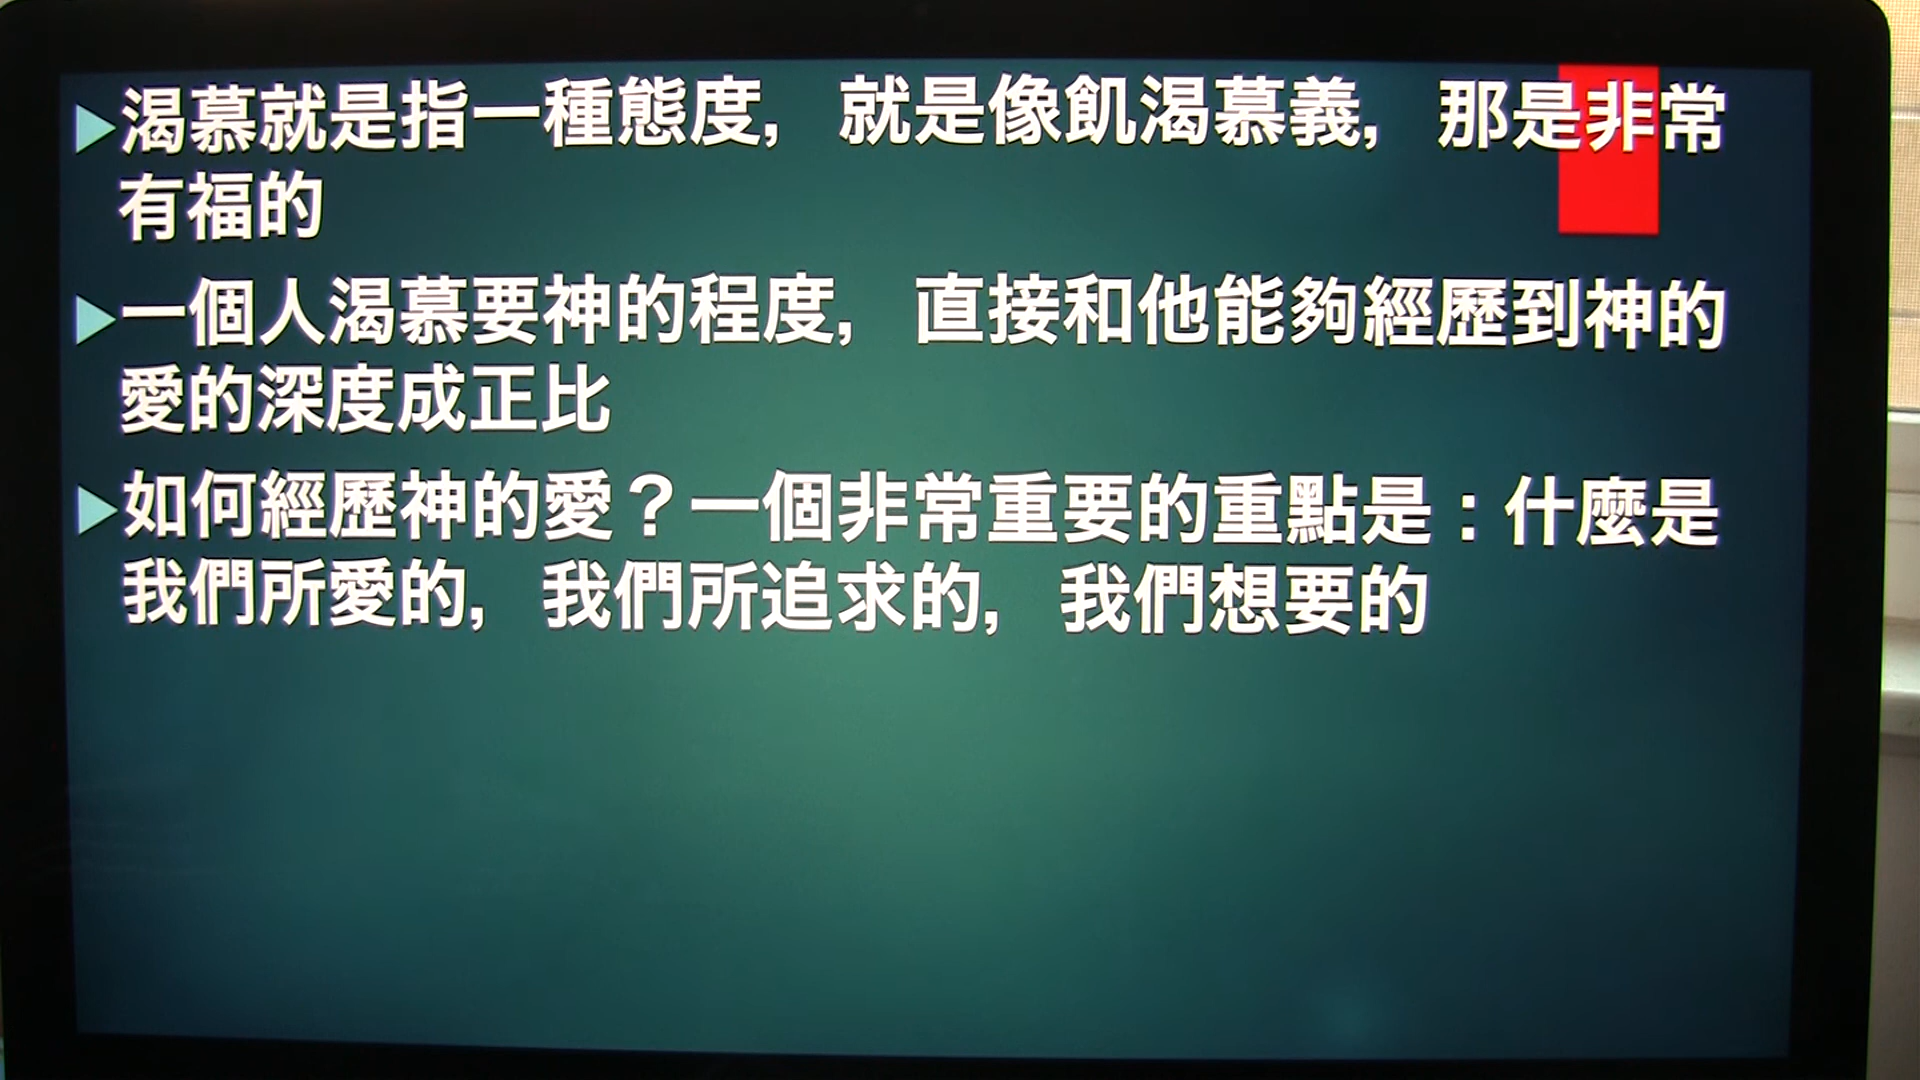 渴慕就是指一種態度, 就是像飢渴慕義, 那是非常
有福的
一個人渴慕要神的程度, 直接和他能夠經歷到神的
愛的深度成正比
如何經歷神的愛？一個非常重要的重點是：什麼是
我們所愛的, 我們所追求的, 我們想要的